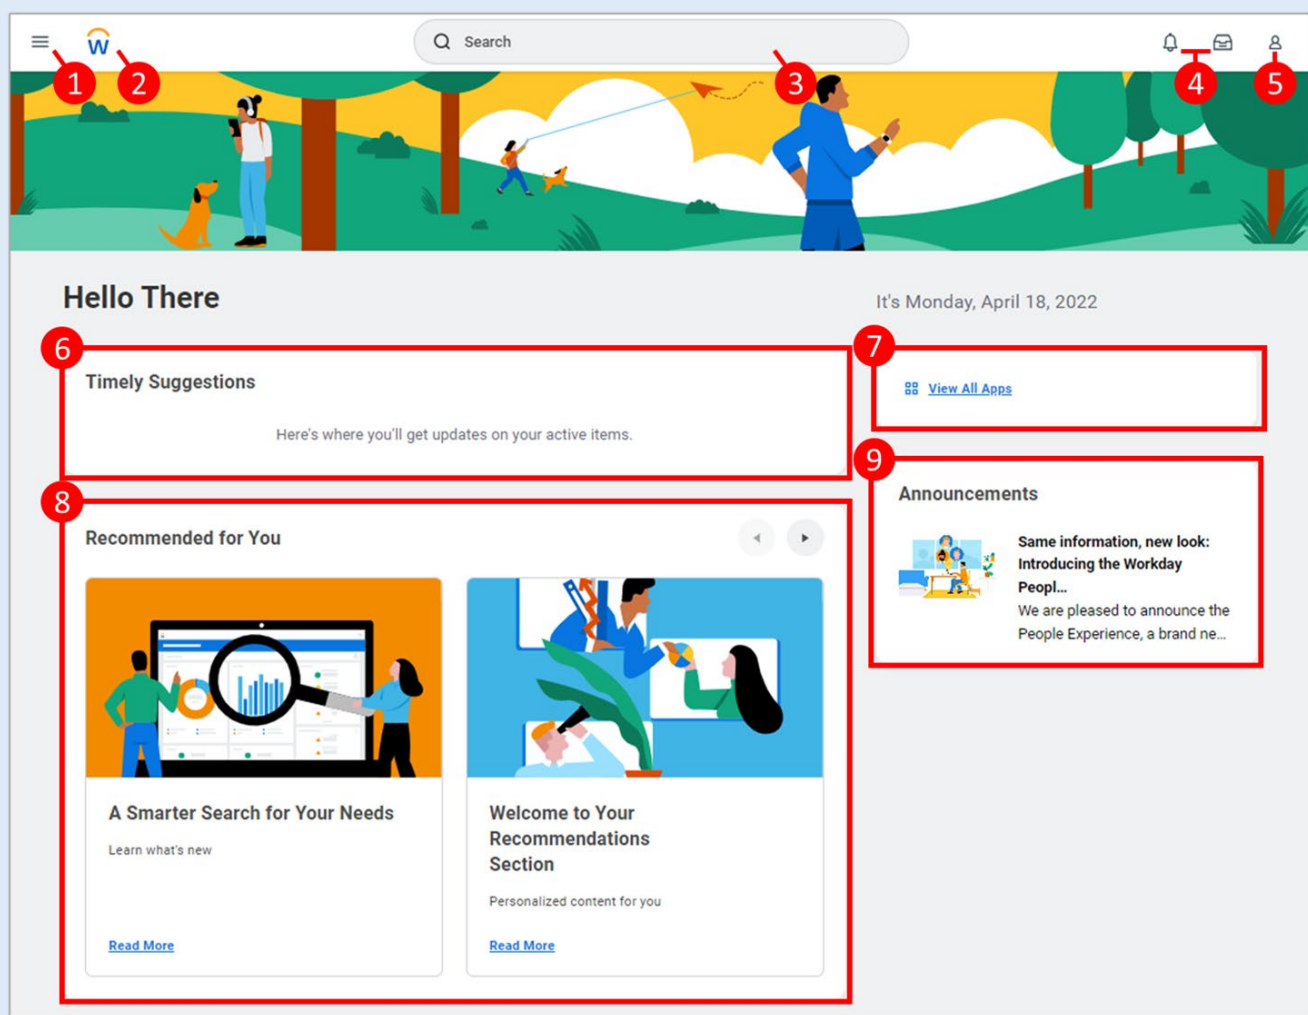 W
Search
1
2
3
4
5
Hello There
It's Monday, April 18, 2022
6
Timely Suggestions
Here's where you'll get updates on your active items.
7
View All Apps
8
Recommended for You
A Smarter Search for Your Needs
Learn what's new
Read More
Welcome to Your
Recommendations
Section
Personalized content for you
Read More
9
Announcements
Same information, new look:
Introducing the Workday
Peopl...
We are pleased to announce the
People Experience, a brand ne...